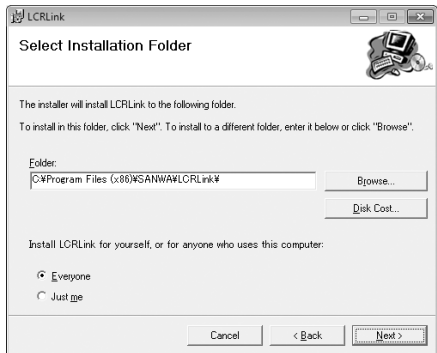 LCRLink
Select Installation Folder
The installer will install LCRLink to the following folder.
To install in this folder, click "Next". To install to a different folder, enter it below or click "Browse".
Folder:
C:¥Program Files (x86)¥SANWA¥LCRLink¥
Browse...
Disk Cost...
Install LCRLink for yourself, or for anyone who uses this computer:
Everyone
Just me
Cancel
< Back
Next >